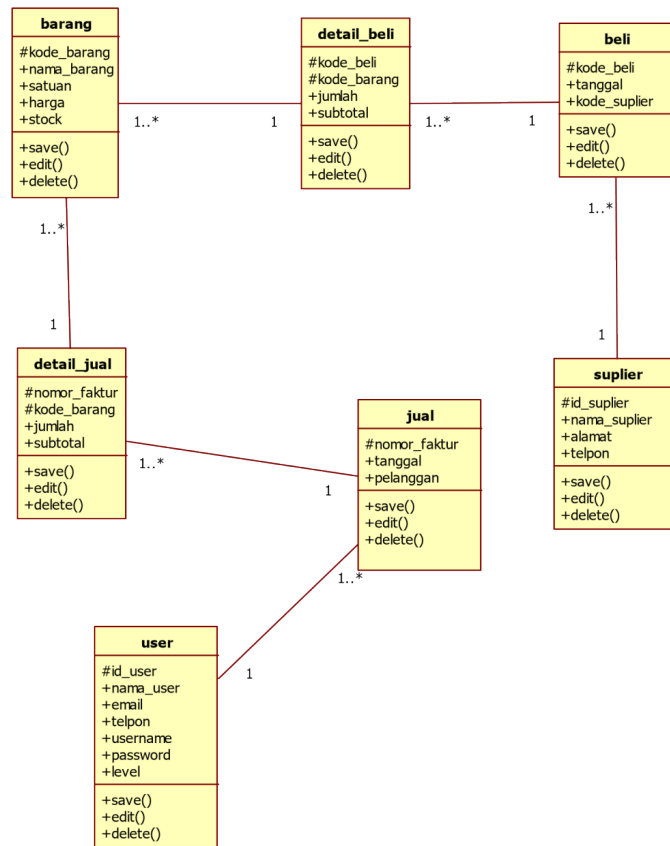 barang
#kode_barang
+nama_barang
+satuan
+harga
+stock
+save()
+edit()
+delete()
detail_beli
#kode_beli
#kode_barang
+jumlah
+subtotal
+save()
+edit()
+delete()
beli
#kode_beli
+tanggal
+kode_suplier
+save()
+edit()
+delete()
1..*
1
1..*
1
1..*
1
1..*
1
detail_jual
#nomor_faktur
#kode_barang
+jumlah
+subtotal
+save()
+edit()
+delete()
jual
#nomor_faktur
+tanggal
+pelanggan
+save()
+edit()
+delete()
suplier
#id_suplier
+nama_suplier
+alamat
+telpon
+save()
+edit()
+delete()
1..*
1
1..*
1
user
#id_user
+nama_user
+email
+telpon
+username
+password
+level
+save()
+edit()
+delete()